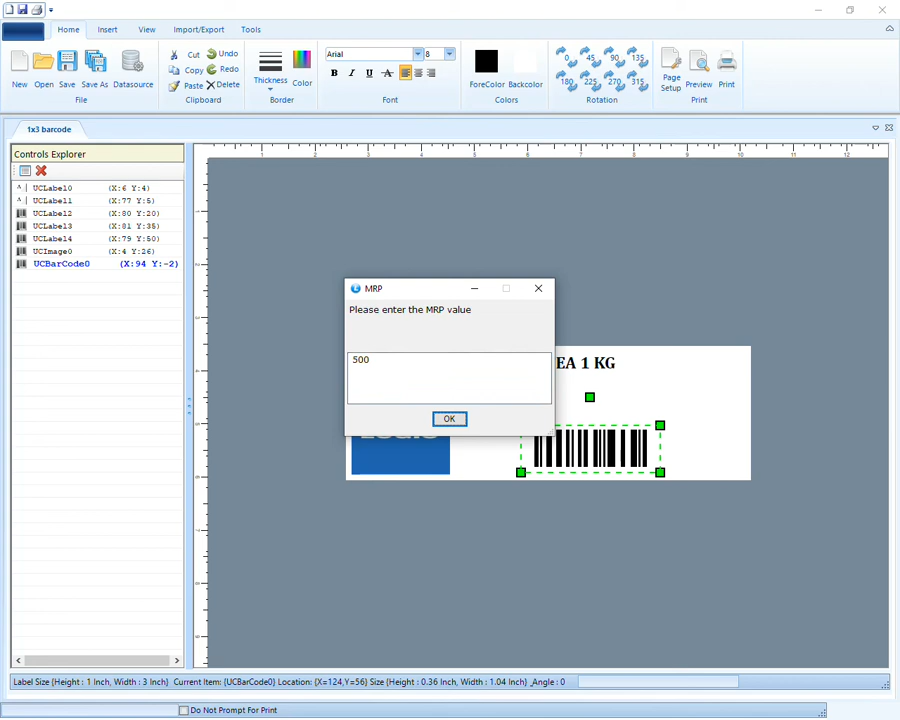 Home Insert View Import/Export Tools
New Open Save Save As Datasource
Cut Undo
Copy Redo
Paste Delete
Thickness Color
Arial 8
B I U A
ForeColor Backcolor
0 45 90 135
180 225 270 315
Page Setup Preview Print
File Clipboard Border Font Colors Rotation Print
1x3 barcode
Controls Explorer
1 2 3 4 5 6 7 8 9 10 11 12
A UCLabel0 (X:6 Y:4)
A UCLabel1 (X:77 Y:5)
UCLabel2 (X:80 Y:20)
UCLabel3 (X:81 Y:35)
UCLabel4 (X:79 Y:50)
UCImage0 (X:4 Y:26)
UCBarCode0 (X:94 Y:-2)
MRP
Please enter the MRP value
500
OK
EA 1 KG
Label Size {Height : 1 Inch, Width : 3 Inch} Current Item: {UCBarCode0} Location: {X=124,Y=56} Size {Height : 0.36 Inch, Width : 1.04 Inch} _Angle : 0
Do Not Prompt For Print